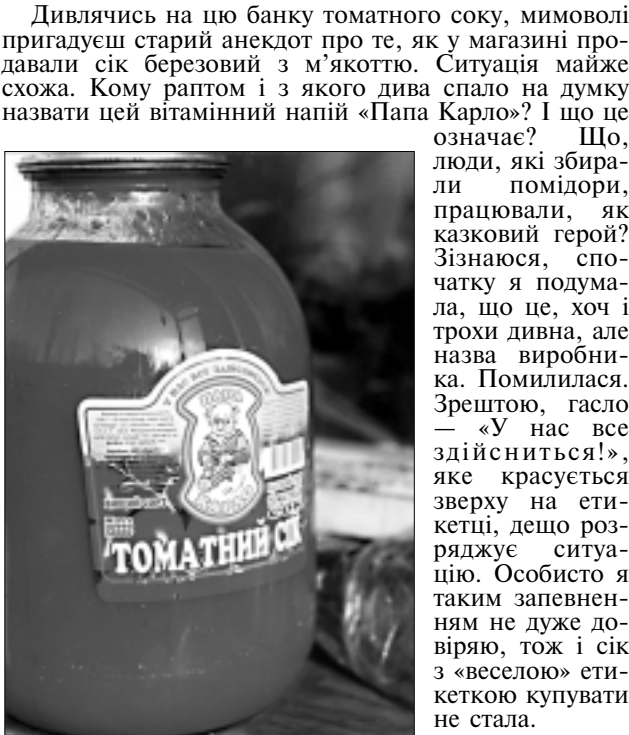 Дивлячись на цю банку томатного соку, мимоволі
пригадуєш старий анекдот про те, як у магазині про-
давали сік березовий з м’якоттю. Ситуація майже
схожа. Кому раптом і з якого дива спало на думку
назвати цей вітамінний напій «Папа Карло»? І що це
означає? Що,
люди, які збира-
ли помідори,
працювали, як
казковий герой?
Зізнаюся, спо-
чатку я подума-
ла, що це, хоч і
трохи дивна, але
назва виробни-
ка. Помилилася.
Зрештою, гасло
— «У нас все
здійсниться!»,
яке красується
зверху на ети-
кетці, дещо роз-
ряджує ситуа-
цію. Особисто я
таким запевнен-
ням не дуже до-
віряю, тож і сік
з «веселою» ети-
кеткою купувати
не стала.
ПАПА
ТОМАТНИЙ СІК